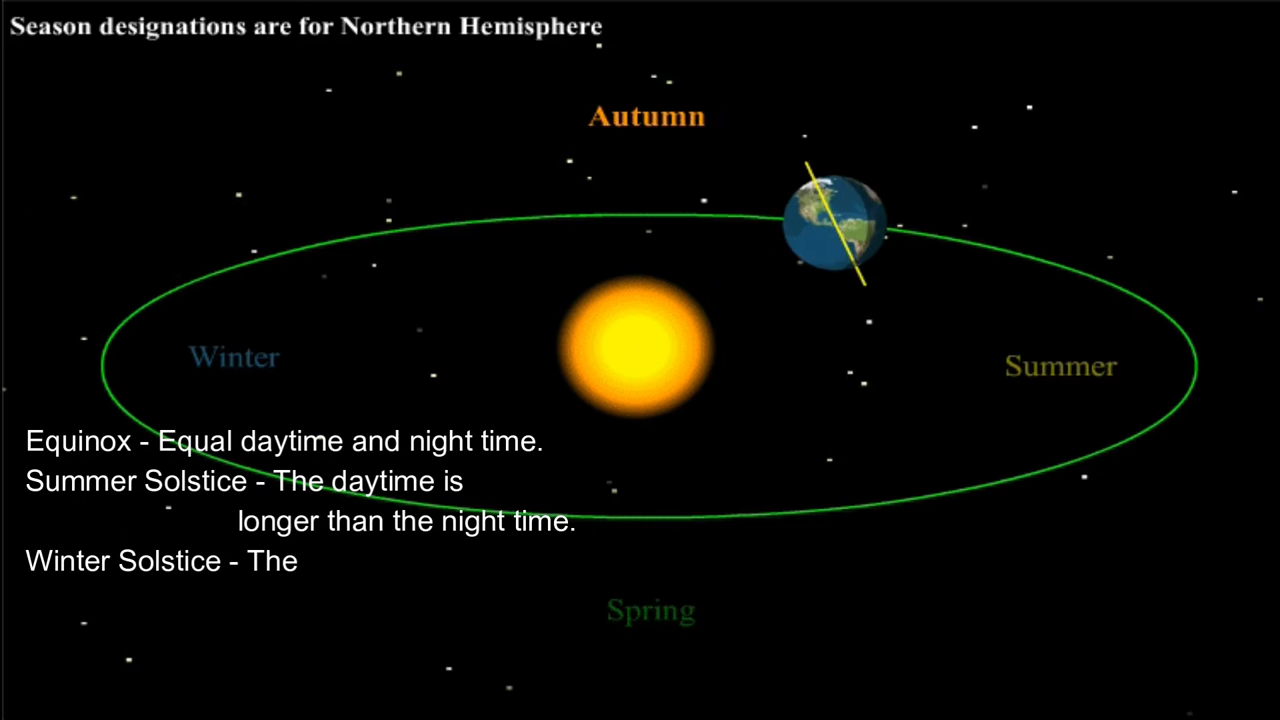 Season designations are for Northern Hemisphere
Autumn
Winter
Summer
Equinox - Equal daytime and night time.
Summer Solstice - The daytime is
longer than the night time.
Winter Solstice - The
Spring